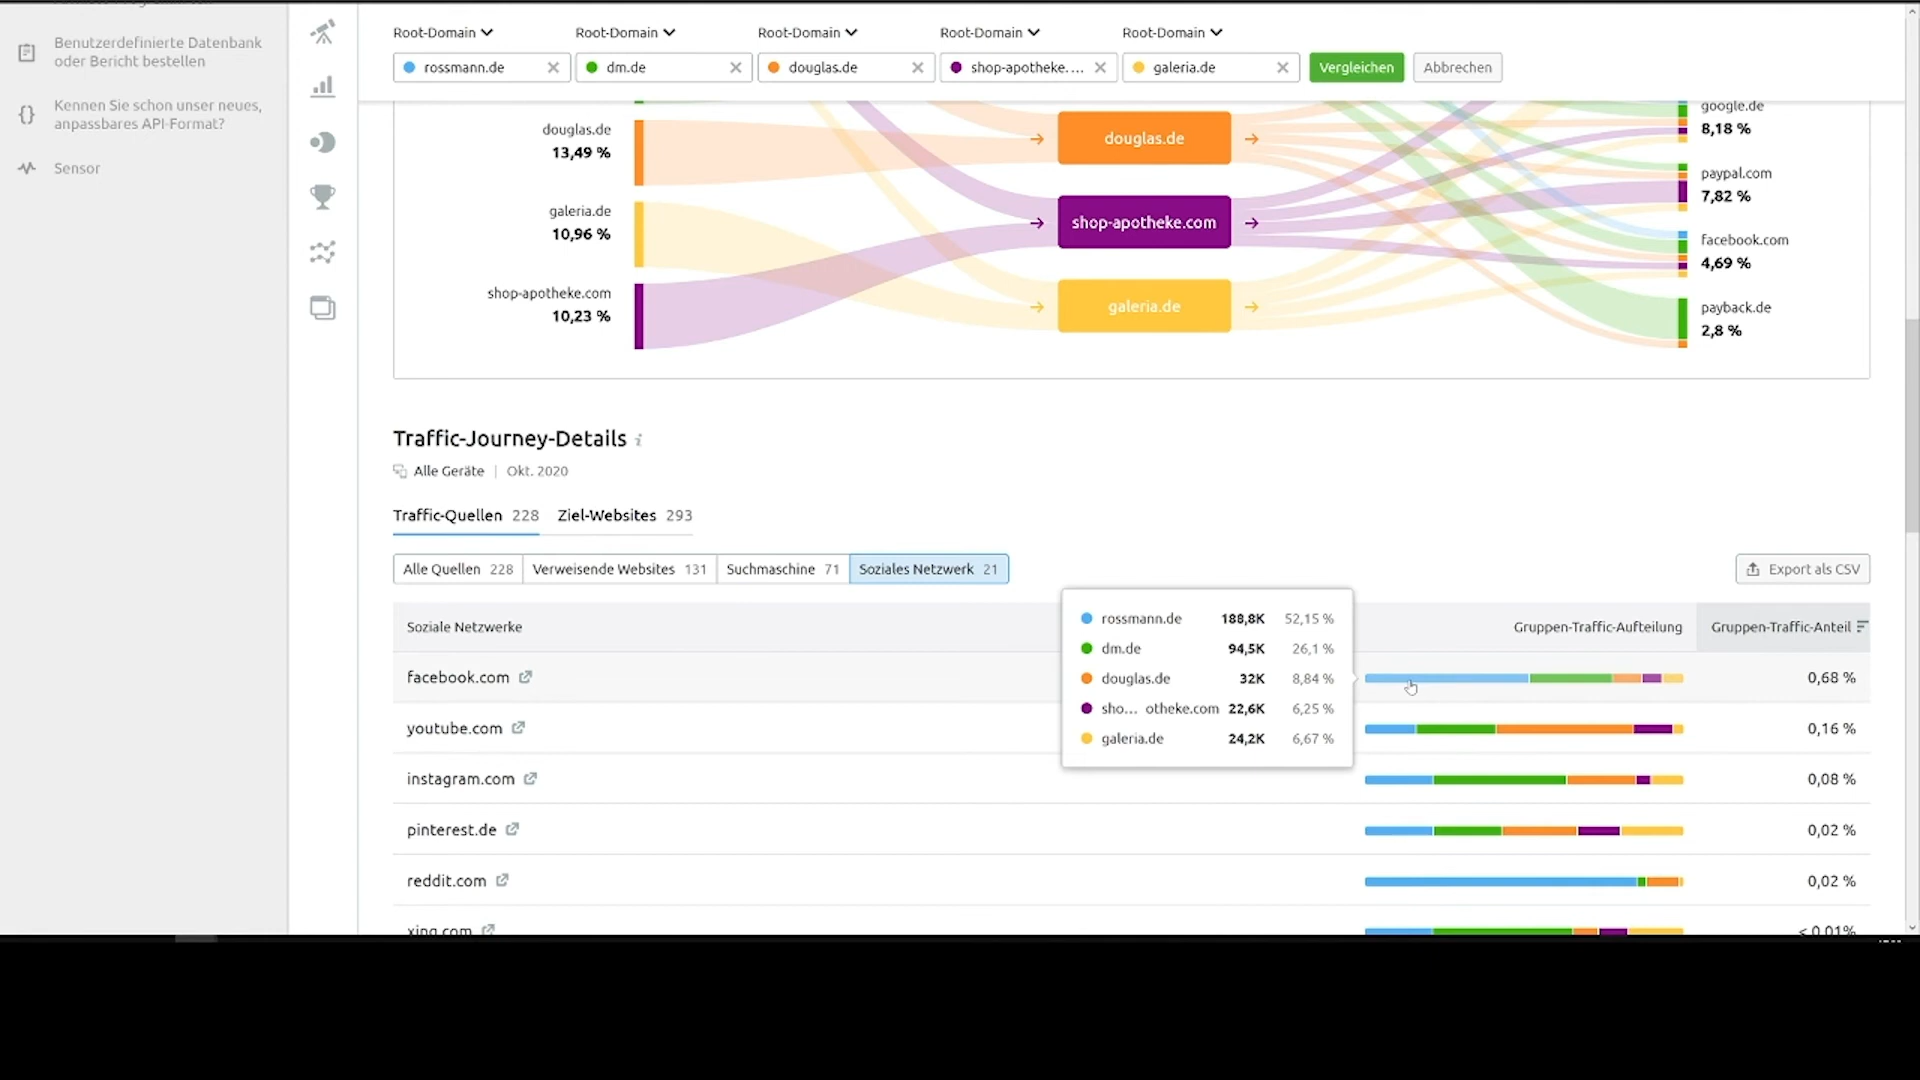 Benutzerdefinierte Datenbank
oder Bericht bestellen
Kennen Sie schon unser neues,
anpassbares API-Format?
Sensor
Root-Domain Root-Domain Root-Domain Root-Domain Root-Domain
rossmann.de dm.de douglas.de shop-apotheke.... galeria.de Vergleichen Abbrechen
douglas.de
13,49 %
galeria.de
10,96 %
shop-apotheke.com
10,23 %
douglas.de
shop-apotheke.com
galeria.de
google.de
8,18 %
paypal.com
7,82 %
facebook.com
4,69 %
payback.de
2,8 %
Traffic-Journey-Details i
Alle Geräte | Okt. 2020
Traffic-Quellen 228 Ziel-Websites 293
Alle Quellen 228 Verweisende Websites 131 Suchmaschine 71 Soziales Netzwerk 21 Export als CSV
Soziale Netzwerke Gruppen-Traffic-Aufteilung Gruppen-Traffic-Anteil
rossmann.de 188,8K 52,15 %
dm.de 94,5K 26,1 %
douglas.de 32K 8,84 %
sho... otheke.com 22,6K 6,25 %
galeria.de 24,2K 6,67 %
facebook.com 0,68 %
youtube.com 0,16 %
instagram.com 0,08 %
pinterest.de 0,02 %
reddit.com 0,02 %
xing.com < 0,01%